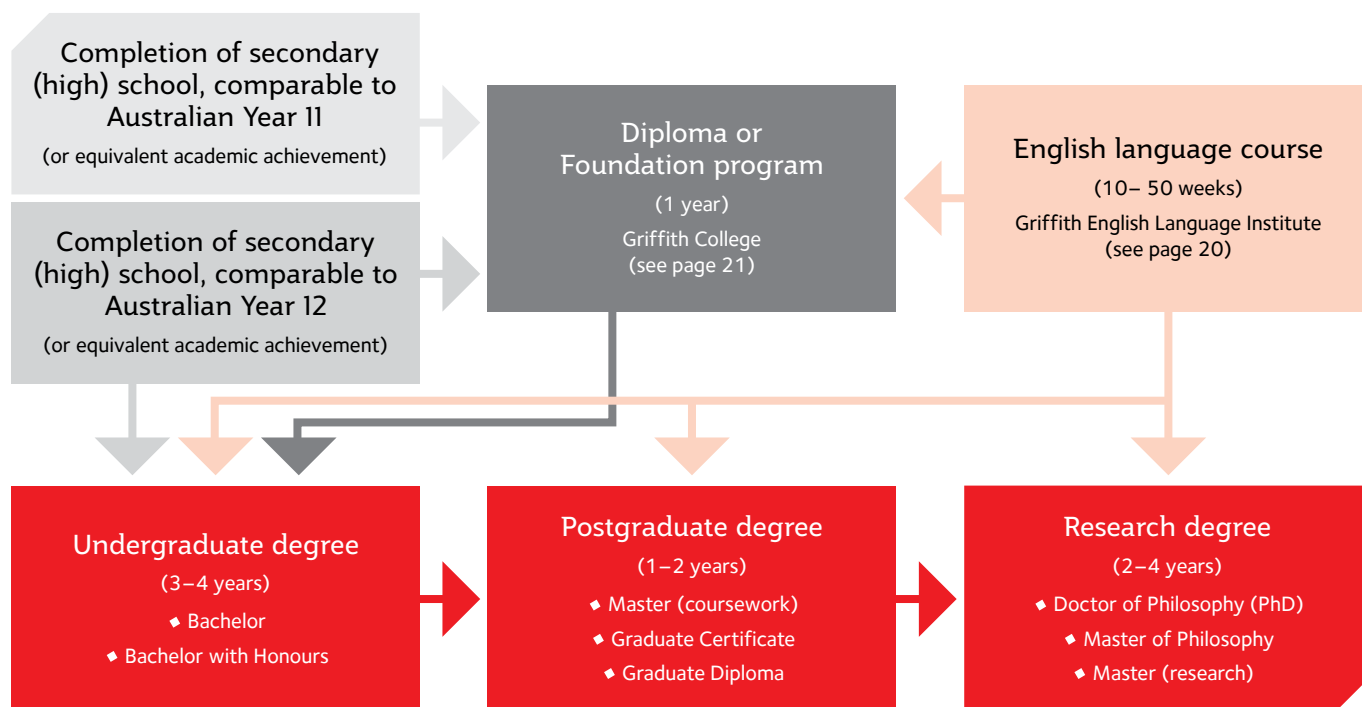 Completion of secondary
(high) school, comparable to
Australian Year 11
(or equivalent academic achievement)
Completion of secondary
(high) school, comparable to
Australian Year 12
(or equivalent academic achievement)
Diploma or
Foundation program
(1 year)
Griffith College
(see page 21)
English language course
(10– 50 weeks)
Griffith English Language Institute
(see page 20)
Undergraduate degree
(3–4 years)
◆ Bachelor
◆ Bachelor with Honours
Postgraduate degree
(1–2 years)
◆ Master (coursework)
◆ Graduate Certificate
◆ Graduate Diploma
Research degree
(2–4 years)
◆ Doctor of Philosophy (PhD)
◆ Master of Philosophy
◆ Master (research)